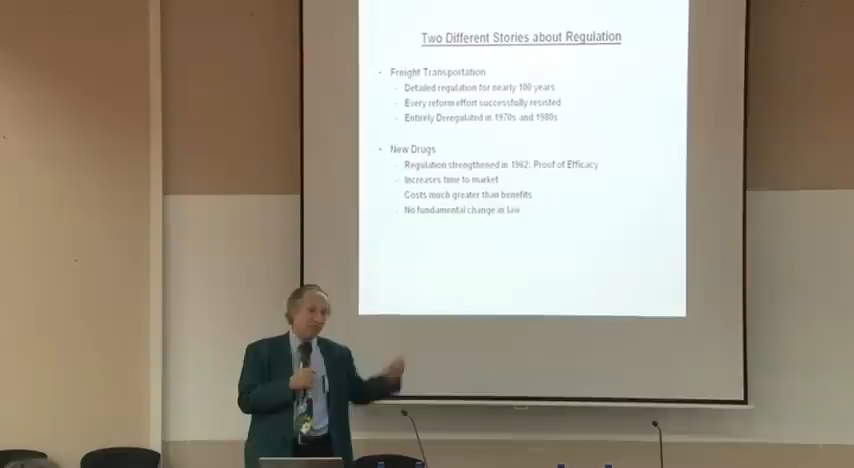 Two Different Stories about Regulation
• Freight Transportation
- Detailed regulation for nearly 100 years
- Every reform effort successfully resisted
- Entirely Deregulated in 1970s and 1980s
• New Drugs
- Regulation strengthened in 1962: Proof of Efficacy
- Increases time to market
Costs much greater than benefits
- No fundamental change in law